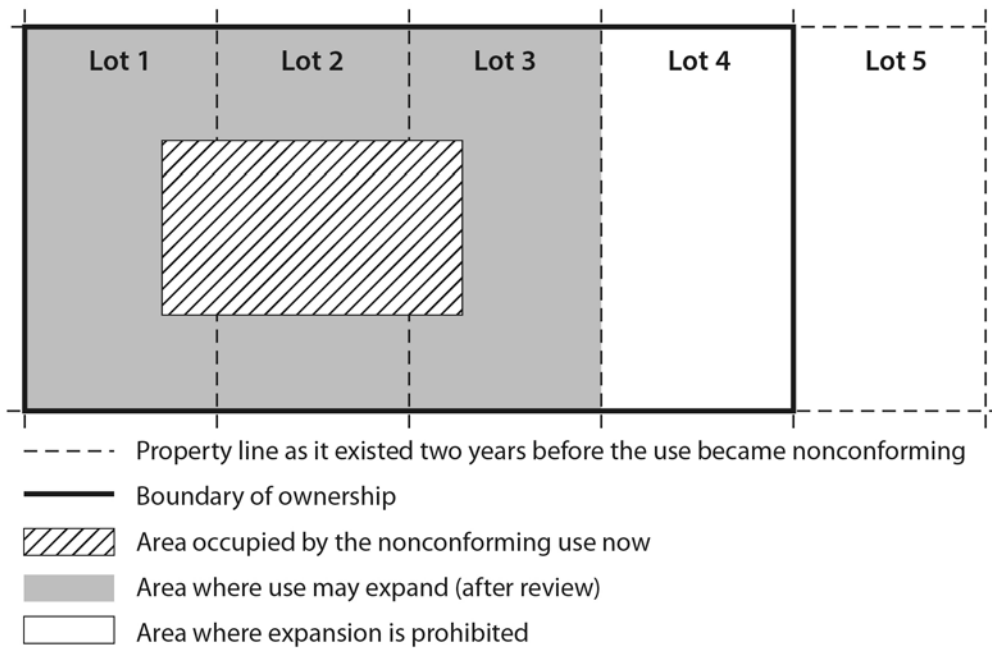 Lot 1 Lot 2 Lot 3 Lot 4 Lot 5
Property line as it existed two years before the use became nonconforming
Boundary of ownership
Area occupied by the nonconforming use now
Area where use may expand (after review)
Area where expansion is prohibited